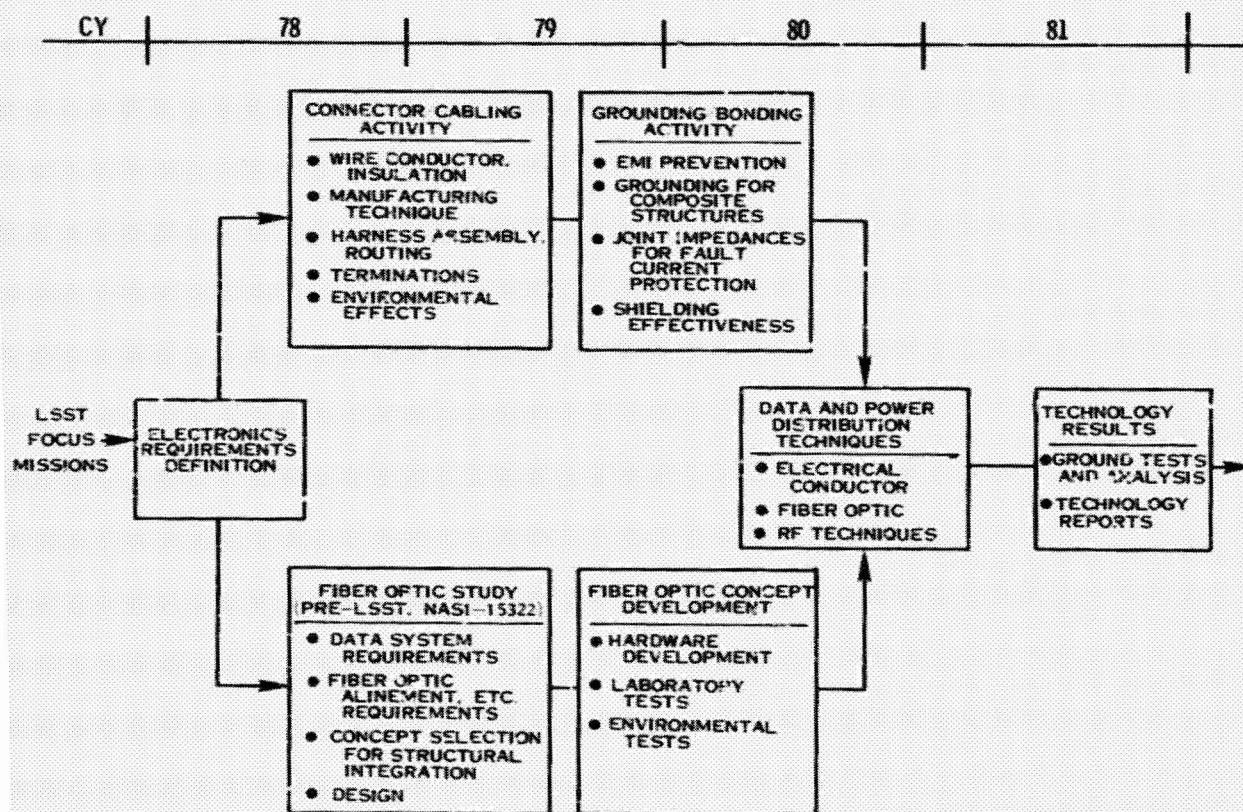 CY 78 79 80 81
CONNECTOR CABLING
ACTIVITY
● WIRE CONDUCTOR,
INSULATION
● MANUFACTURING
TECHNIQUE
● HARNESS ASSEMBLY,
ROUTING
● TERMINATIONS
● ENVIRONMENTAL
EFFECTS
GROUNDING BONDING
ACTIVITY
● EMI PREVENTION
● GROUNDING FOR
COMPOSITE
STRUCTURES
● JOINT IMPEDANCES
FOR FAULT
CURRENT
PROTECTION
● SHIELDING
EFFECTIVENESS
LSST
FOCUS
MISSIONS
ELECTRONICS
REQUIREMENTS
DEFINITION
DATA AND POWER
DISTRIBUTION
TECHNIQUES
● ELECTRICAL
CONDUCTOR
● FIBER OPTIC
● RF TECHNIQUES
TECHNOLOGY
RESULTS
● GROUND TESTS
AND ANALYSIS
● TECHNOLOGY
REPORTS
FIBER OPTIC STUDY
(PRE-LSST, NAS1-15322)
● DATA SYSTEM
REQUIREMENTS
● FIBER OPTIC
ALINEMENT, ETC.
REQUIREMENTS
● CONCEPT SELECTION
FOR STRUCTURAL
INTEGRATION
● DESIGN
FIBER OPTIC CONCEPT
DEVELOPMENT
● HARDWARE
DEVELOPMENT
● LABORATORY
TESTS
● ENVIRONMENTAL
TESTS